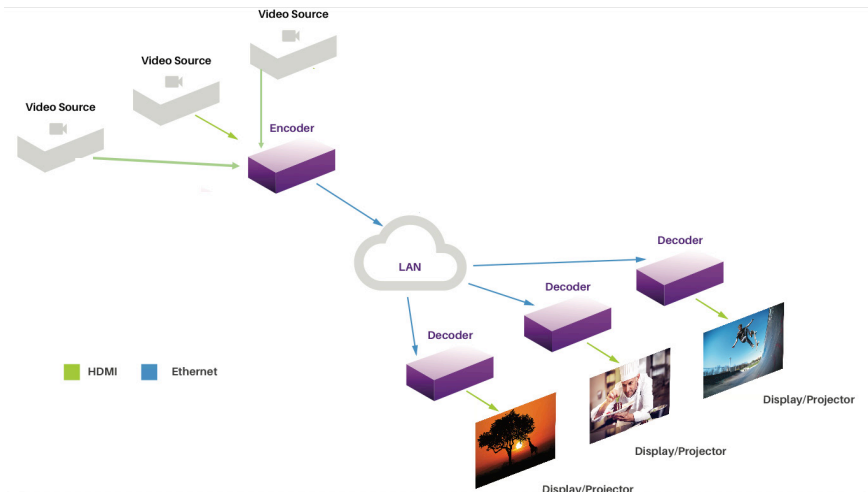 Video Source
Video Source
Video Source
Encoder
LAN
Decoder
Decoder
Decoder
HDMI
Ethernet
Display/Projector
Display/Projector
Display/Projector